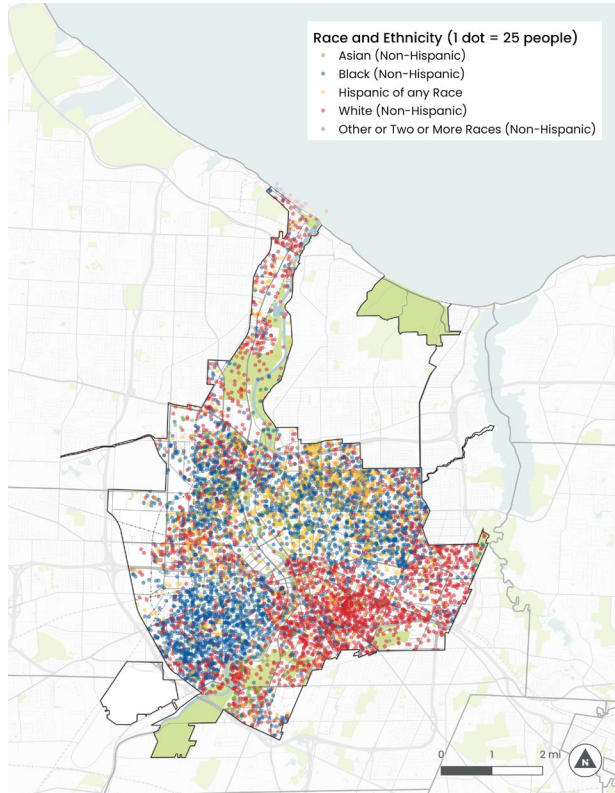 Race and Ethnicity (1 dot = 25 people)
Asian (Non-Hispanic)
Black (Non-Hispanic)
Hispanic of any Race
White (Non-Hispanic)
Other or Two or More Races (Non-Hispanic)
0 1 2 mi
N